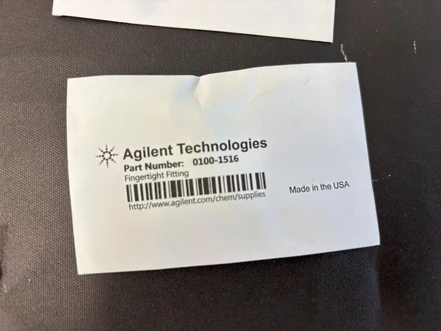 Agilent Technologies
Part Number: 0100-1516
Fingertight Fitting
http://www.agilent.com/chem/supplies
Made in the USA